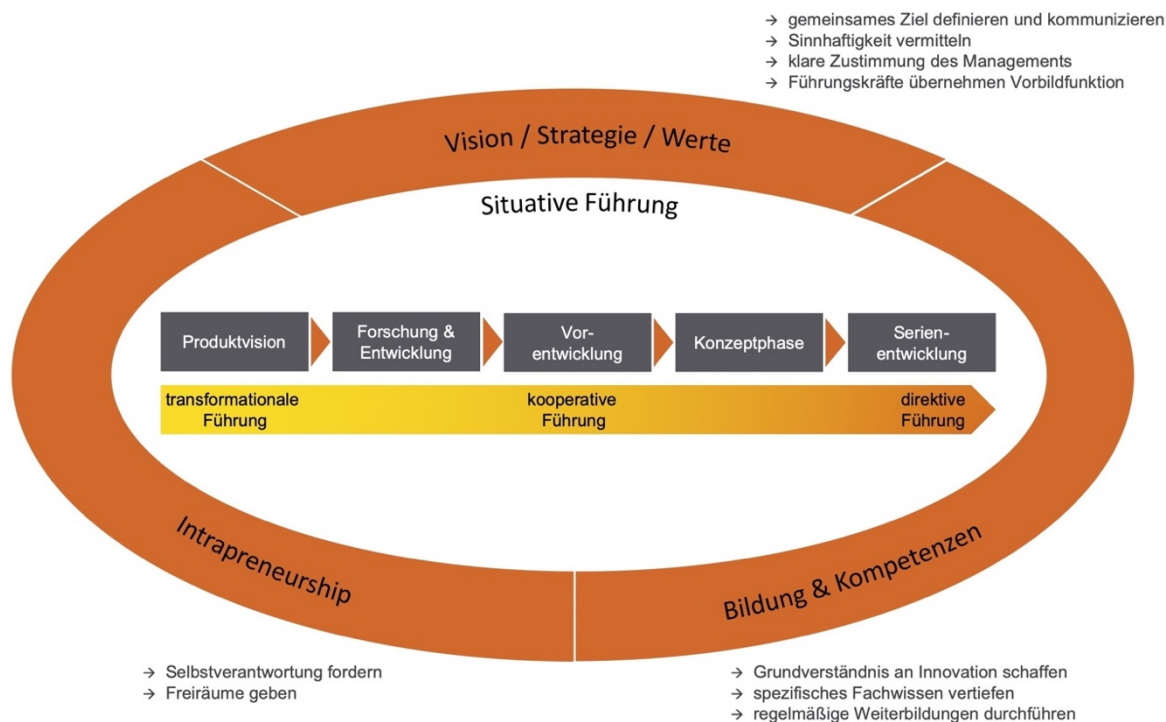 → gemeinsames Ziel definieren und kommunizieren
→ Sinnhaftigkeit vermitteln
→ klare Zustimmung des Managements
→ Führungskräfte übernehmen Vorbildfunktion
Vision / Strategie / Werte
Situative Führung
Produktvision
Forschung &
Entwicklung
Vor-
entwicklung
Konzeptphase
Serien-
entwicklung
transformationale
Führung
kooperative
Führung
direktive
Führung
Intrapreneurship
Bildung & Kompetenzen
→ Selbstverantwortung fordern
→ Freiräume geben
→ Grundverständnis an Innovation schaffen
→ spezifisches Fachwissen vertiefen
→ regelmäßige Weiterbildungen durchführen